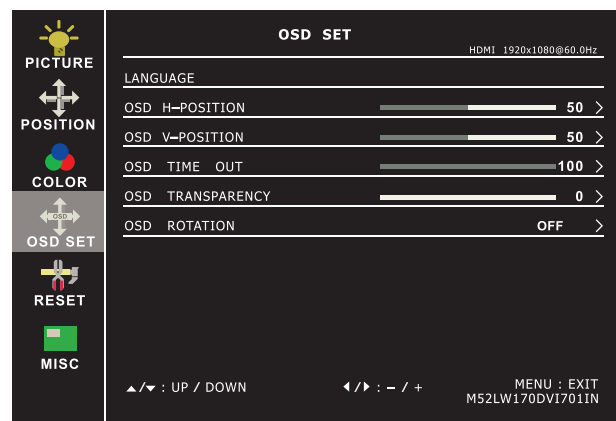 PICTURE
POSITION
COLOR
OSD
OSD SET
RESET
MISC
OSD SET
HDMI 1920x1080@60.0Hz
LANGUAGE
OSD H-POSITION 50 >
OSD V-POSITION 50 >
OSD TIME OUT 100 >
OSD TRANSPARENCY 0 >
OSD ROTATION OFF >
▲/▼ : UP / DOWN ◀/▶ : - / + MENU : EXIT
M52LW170DVI701IN